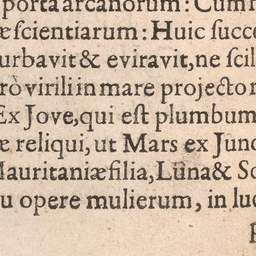 porta arcanorum: Cum
æ scientiarum: Huic succe
urbavit & eviravit, ne scil
rò virili in mare projecto
Ex Jove, qui est plumbum
æ reliqui, ut Mars ex Juno
Mauritaniæ filia, Luna & So
u opere mulierum, in luc